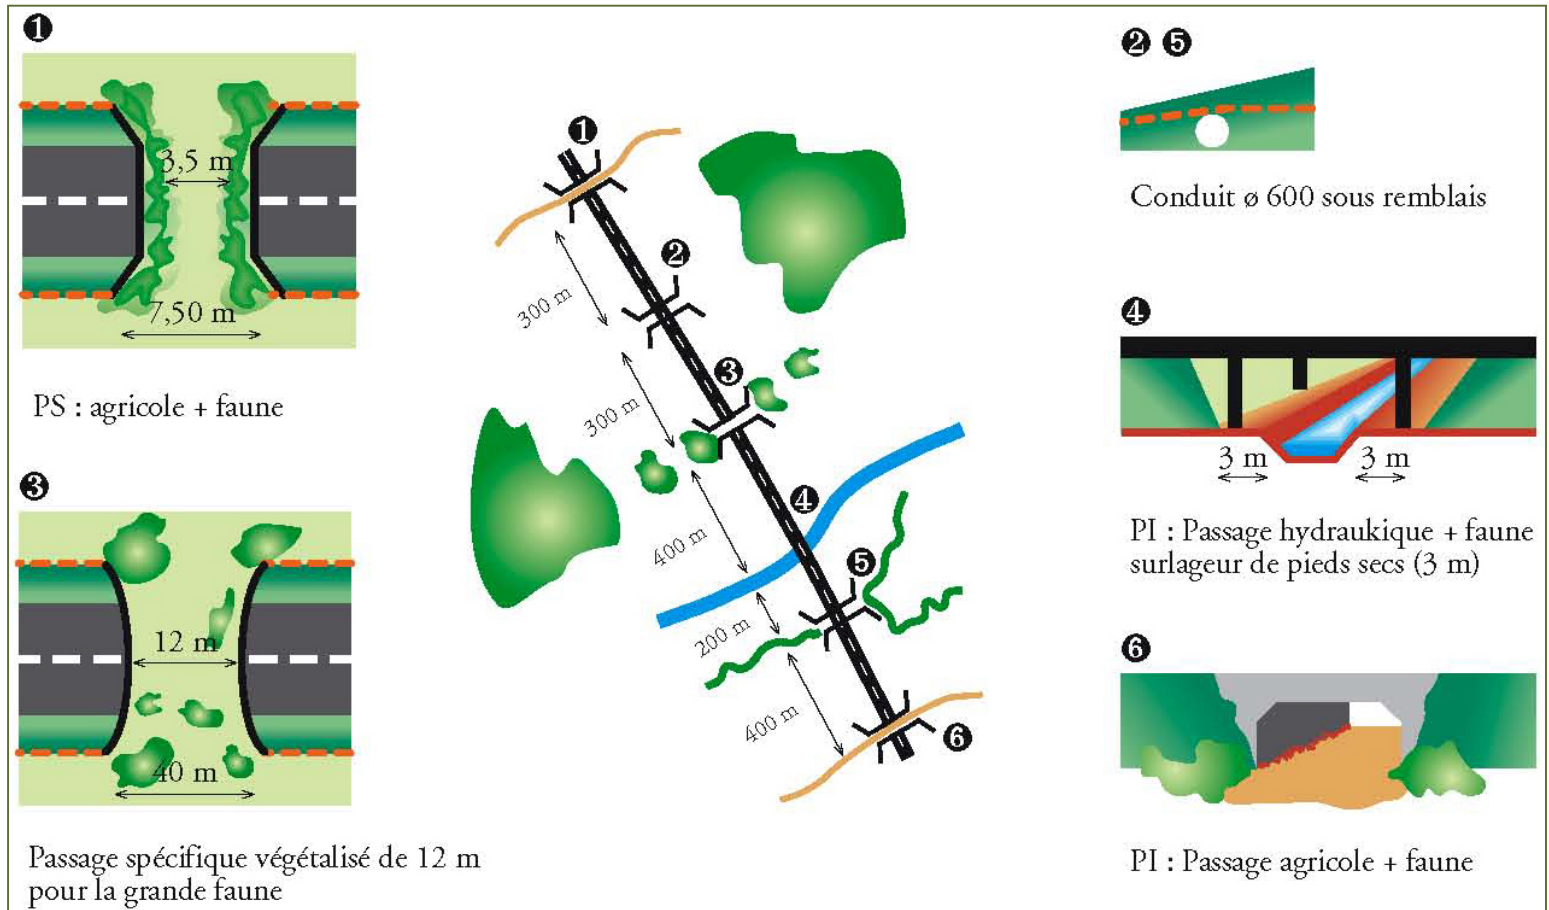 ❶
3,5 m
7,50 m
PS : agricole + faune
❸
12 m
40 m
Passage spécifique végétalisé de 12 m
pour la grande faune
❶
❷
❸
❹
❺
❻
300 m
300 m
400 m
200 m
400 m
❷ ❺
Conduit ø 600 sous remblais
❹
3 m
3 m
PI : Passage hydraukique + faune
surlageur de pieds secs (3 m)
❻
PI : Passage agricole + faune